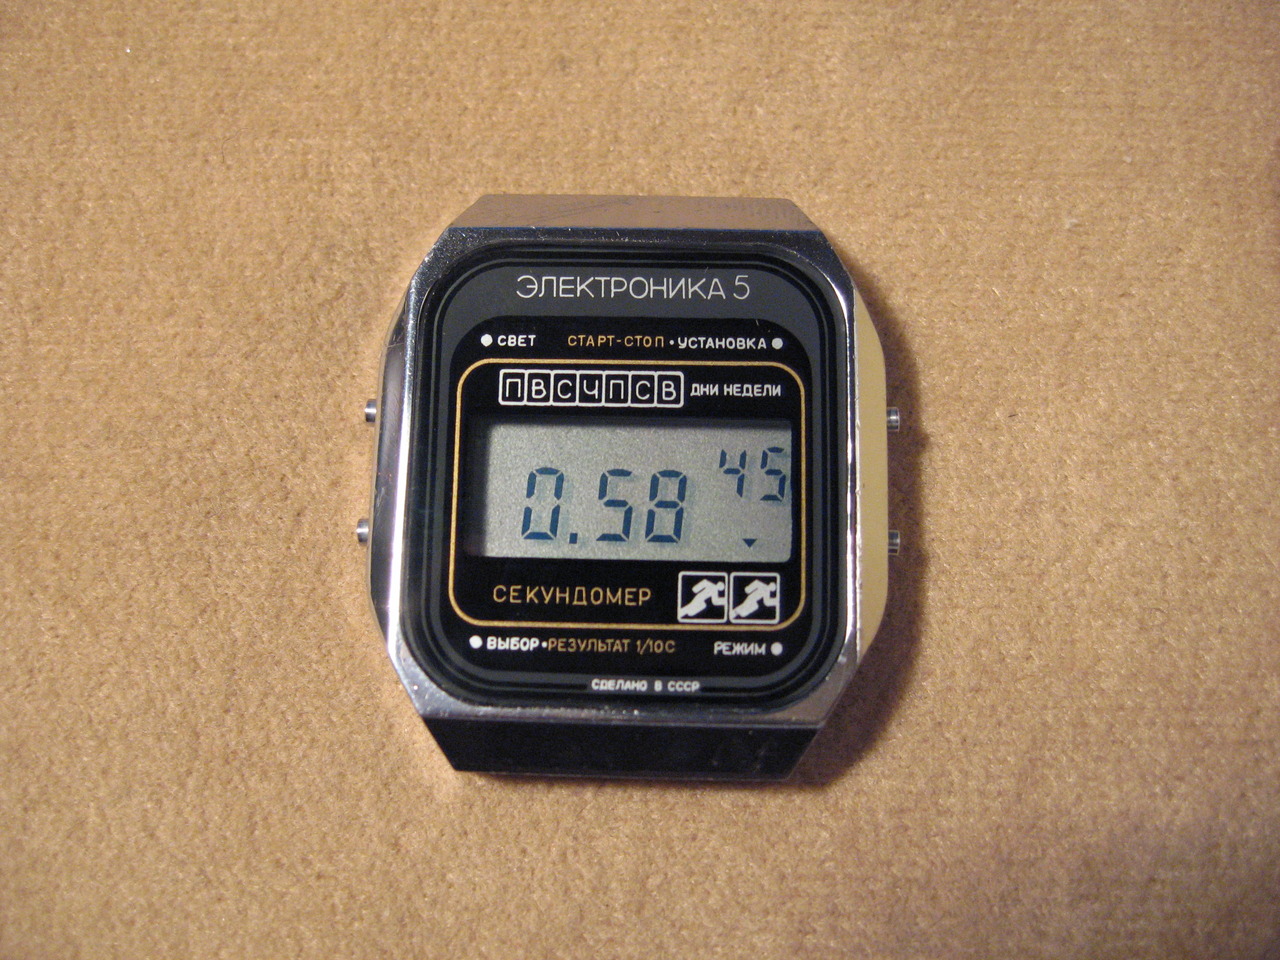 ЭЛЕКТРОНИКА 5
СВЕТ СТАРТ-СТОП • УСТАНОВКА
ПВСЧПСВ ДНИ НЕДЕЛИ
0.58 45
СЕКУНДОМЕР
ВЫБОР • РЕЗУЛЬТАТ 1/10С РЕЖИМ
СДЕЛАНО В СССР